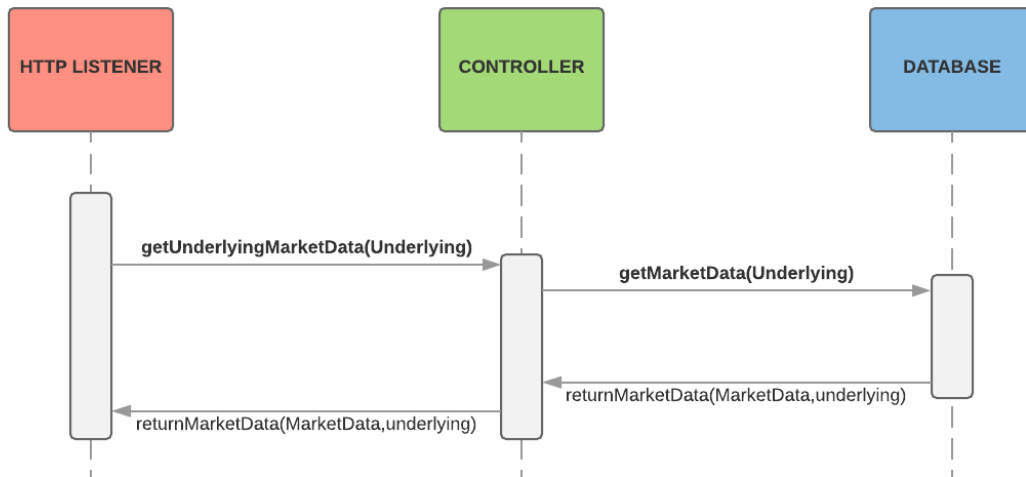 HTTP LISTENER
CONTROLLER
DATABASE
getUnderlyingMarketData(Underlying)
getMarketData(Underlying)
returnMarketData(MarketData,underlying)
returnMarketData(MarketData,underlying)